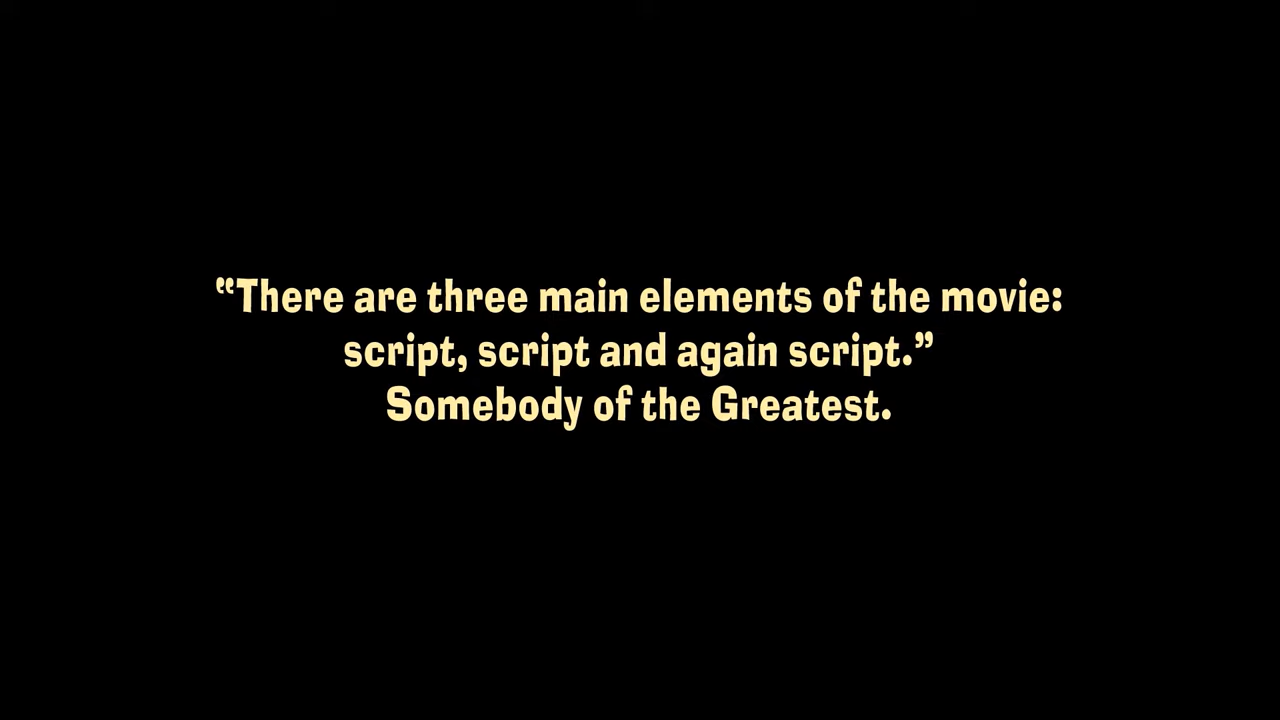 “There are three main elements of the movie:
script, script and again script.”
Somebody of the Greatest.